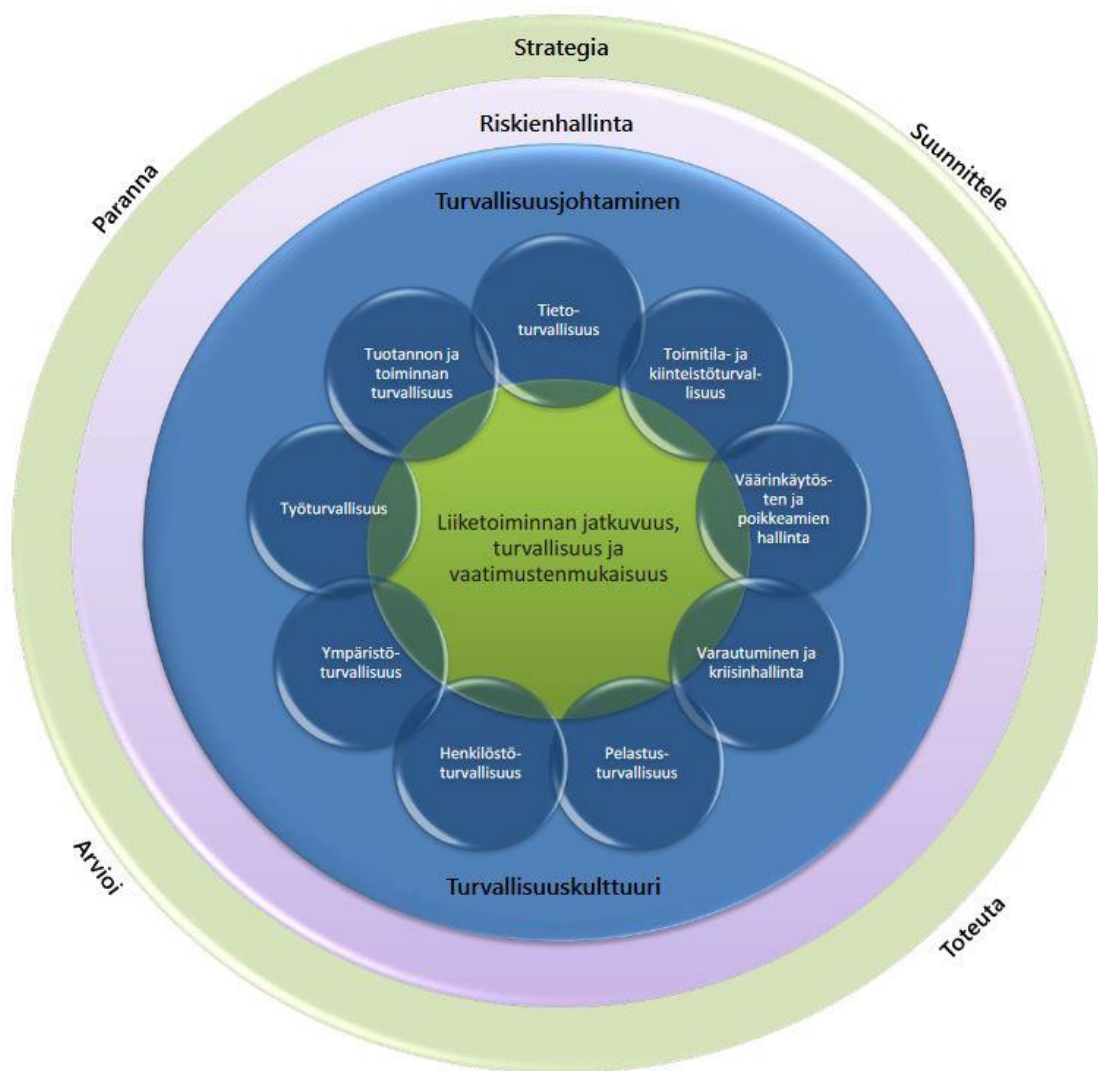 Strategia
Riskienhallinta
Suunnittele
Paranna
Turvallisuusjohtaminen
Tieto-
turvallisuus
Toimitila- ja
kiinteistöturval-
lisuus
Väärinkäytös-
ten ja
poikkeamien
hallinta
Varautuminen ja
kriisinhallinta
Pelastus-
turvallisuus
Henkilöstö-
turvallisuus
Ympäristö-
turvallisuus
Työturvallisuus
Tuotannon ja
toiminnan
turvallisuus
Liiketoiminnan jatkuvuus,
turvallisuus ja
vaatimustenmukaisuus
Turvallisuuskulttuuri
Arvioi
Toteuta